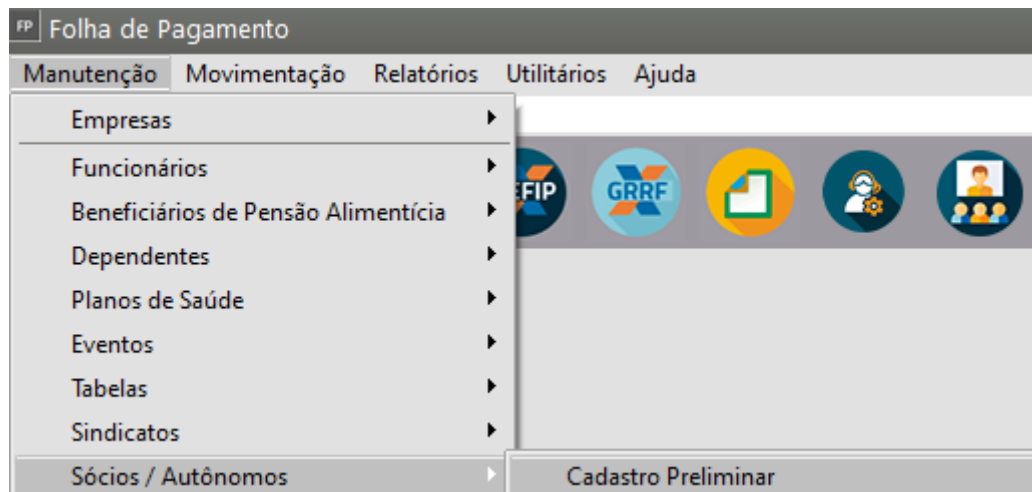 FP Folha de Pagamento
Manutenção Movimentação Relatórios Utilitários Ajuda
Empresas
Funcionários
EFIP GRRF
Beneficiários de Pensão Alimentícia
Dependentes
Planos de Saúde
Eventos
Tabelas
Sindicatos
Sócios / Autônomos Cadastro Preliminar